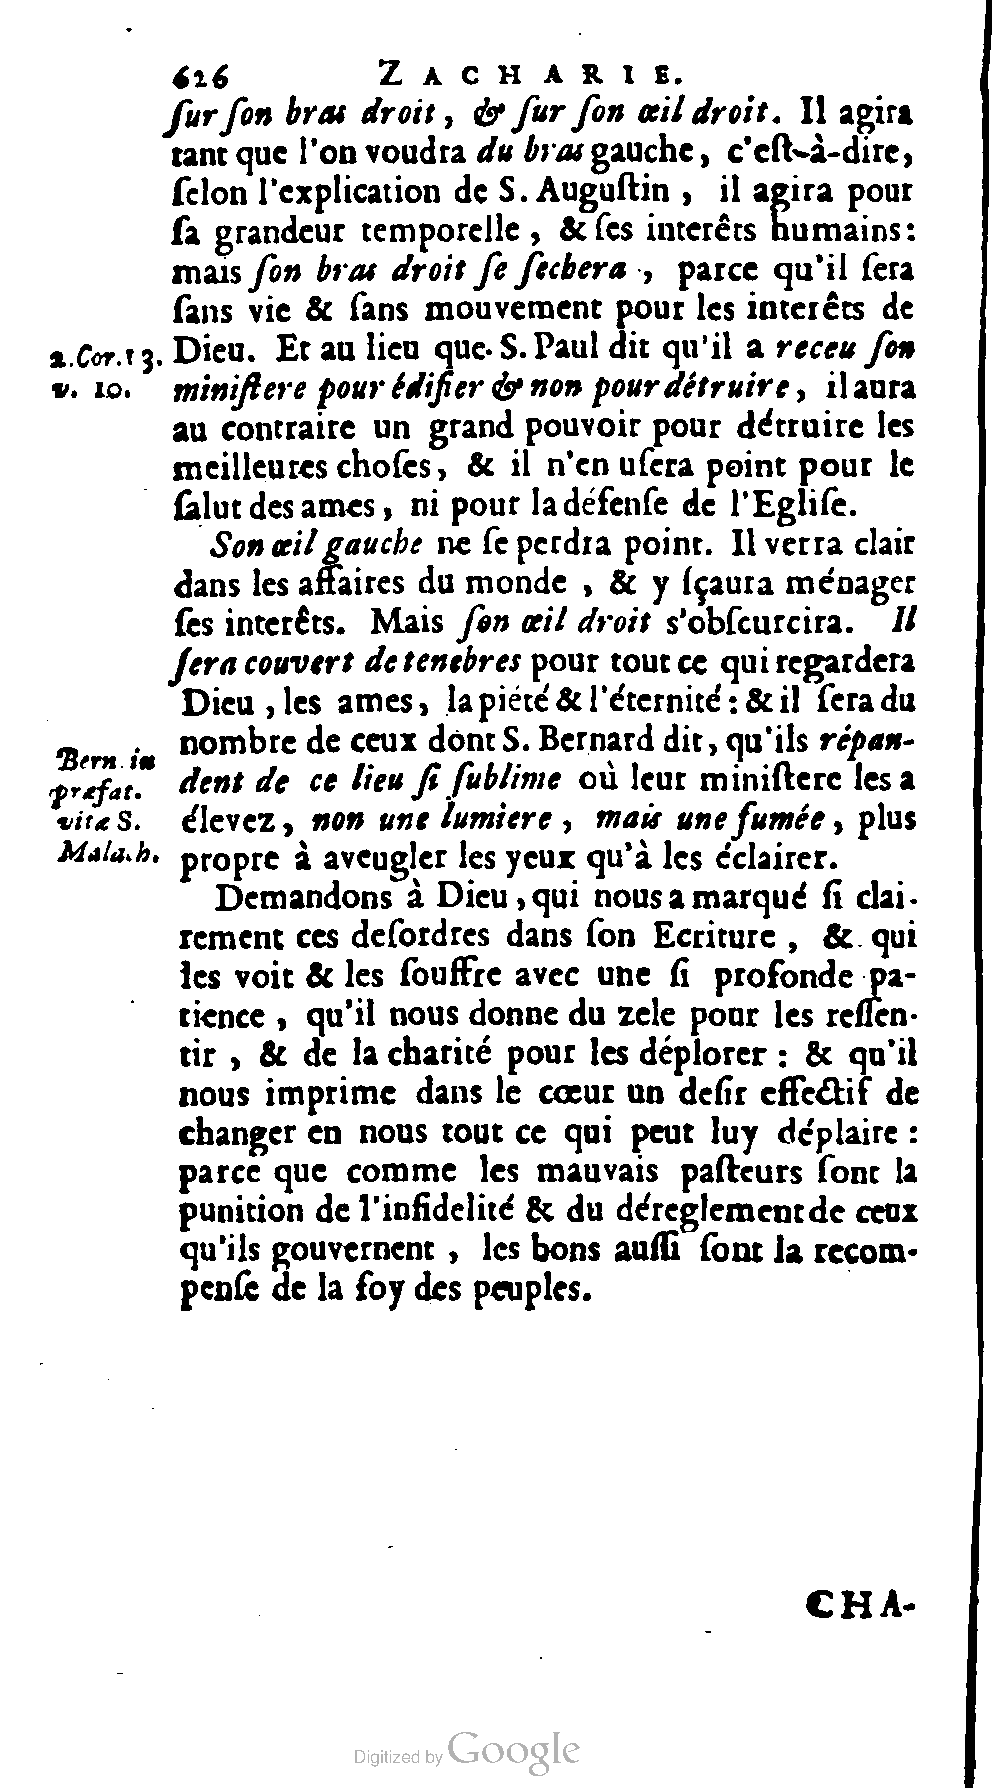 626 ZACHARIE.
ſur ſon bras droit, & ſur ſon œil droit. Il agira
tant que l'on voudra du bras gauche, c'eſt-à-dire,
ſelon l'explication de S. Auguſtin, il agira pour
ſa grandeur temporelle, & ſes interêts humains:
mais ſon bras droit ſe ſechera, parce qu'il ſera
ſans vie & ſans mouvement pour les interêts de
2.Cor.13. Dieu. Et au lieu que S. Paul dit qu'il a receu ſon
v. 10. miniſtere pour édifier & non pour détruire, il aura
au contraire un grand pouvoir pour détruire les
meilleures choſes, & il n'en uſera point pour le
ſalut des ames, ni pour la défenſe de l'Egliſe.
Son œil gauche ne ſe perdra point. Il verra clair
dans les affaires du monde, & y ſçaura ménager
ſes interêts. Mais ſon œil droit s'obſcurcira. Il
ſera couvert de tenebres pour tout ce qui regardera
Dieu, les ames, la piété & l'éternité: & il ſera du
nombre de ceux dont S. Bernard dit, qu'ils répan-
Bern. in
præfat. dent de ce lieu ſi ſublime où leur miniſtere les a
vitæ S. élevez, non une lumiere, mais une fumée, plus
Malach. propre à aveugler les yeux qu'à les éclairer.
Demandons à Dieu, qui nous a marqué ſi clai-
rement ces deſordres dans ſon Ecriture, & qui
les voit & les ſouffre avec une ſi profonde pa-
tience, qu'il nous donne du zele pour les reſſen-
tir, & de la charité pour les déplorer: & qu'il
nous imprime dans le cœur un deſir effectif de
changer en nous tout ce qui peut luy déplaire:
parce que comme les mauvais paſteurs ſont la
punition de l'infidelité & du déreglement de ceux
qu'ils gouvernent, les bons auſſi ſont la recom-
penſe de la foy des peuples.
CHA-
Digitized by Google